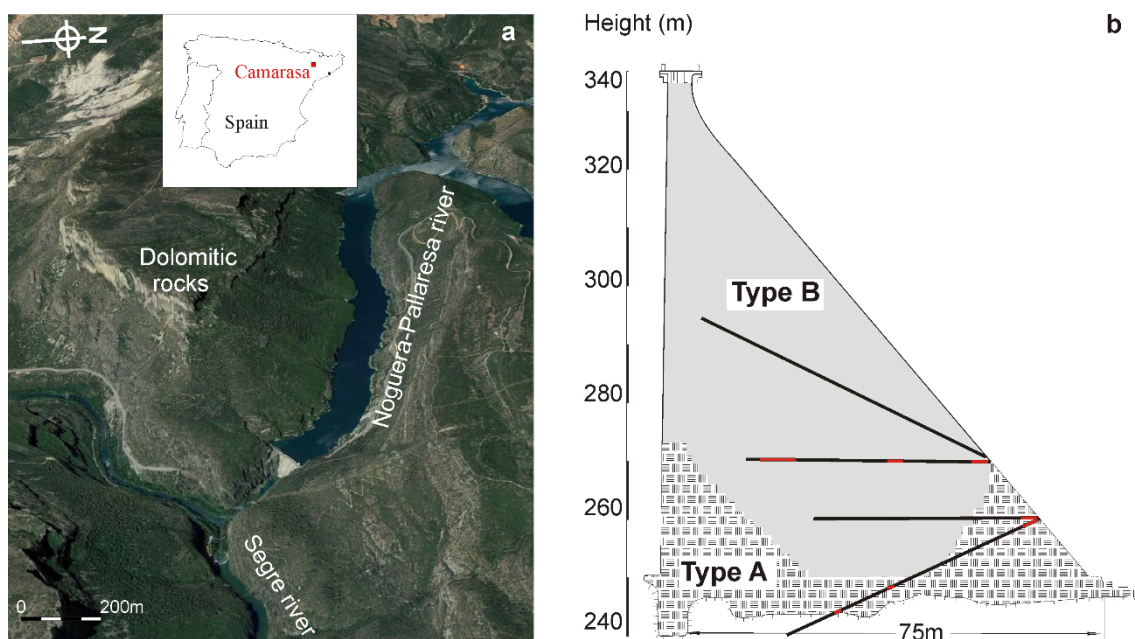 N
a
Camarasa
Spain
Dolomitic
rocks
Noguera-Pallaresa river
Segre river
0 200m
Height (m)
b
340
320
300
280
260
240
Type B
Type A
75m